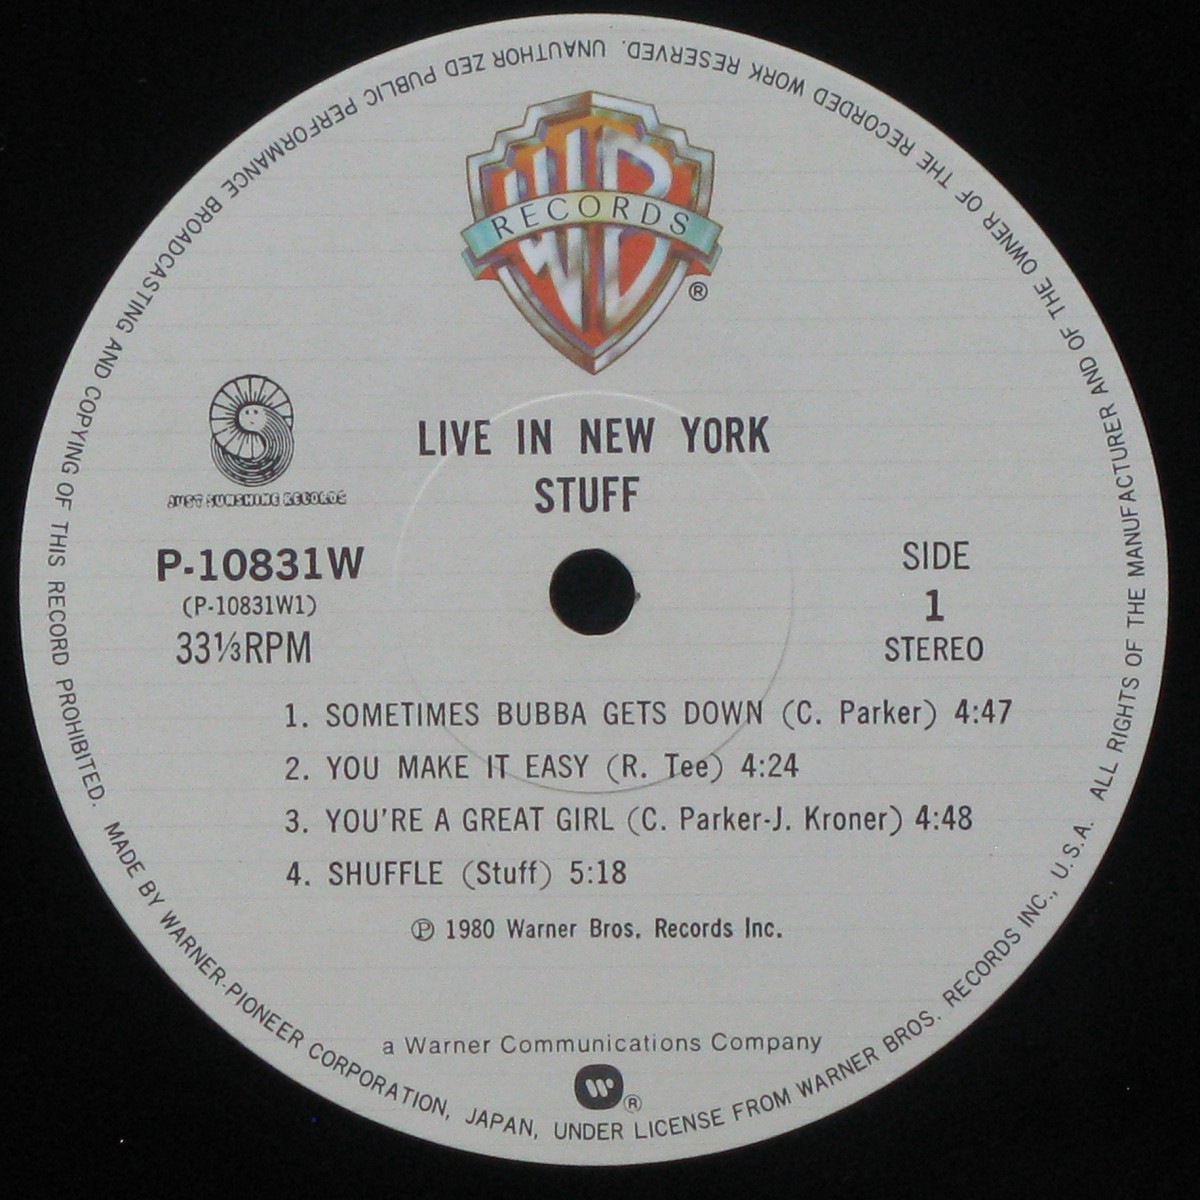 WB
RECORDS
®
JUST SUNSHINE RECORDS
LIVE IN NEW YORK
STUFF
P-10831W
(P-10831W1)
33⅓RPM
SIDE
1
STEREO
1. SOMETIMES BUBBA GETS DOWN (C. Parker) 4:47
2. YOU MAKE IT EASY (R. Tee) 4:24
3. YOU'RE A GREAT GIRL (C. Parker-J. Kroner) 4:48
4. SHUFFLE (Stuff) 5:18
Ⓟ 1980 Warner Bros. Records Inc.
a Warner Communications Company
®
MADE BY WARNER-PIONEER CORPORATION, JAPAN, UNDER LICENSE FROM WARNER BROS. RECORDS INC., U.S.A. ALL RIGHTS OF THE MANUFACTURER AND OF THE OWNER OF THE RECORDED WORK RESERVED. UNAUTHOR ZED PUBLIC PERFORMANCE BROADCASTING AND COPYING OF THIS RECORD PROHIBITED.